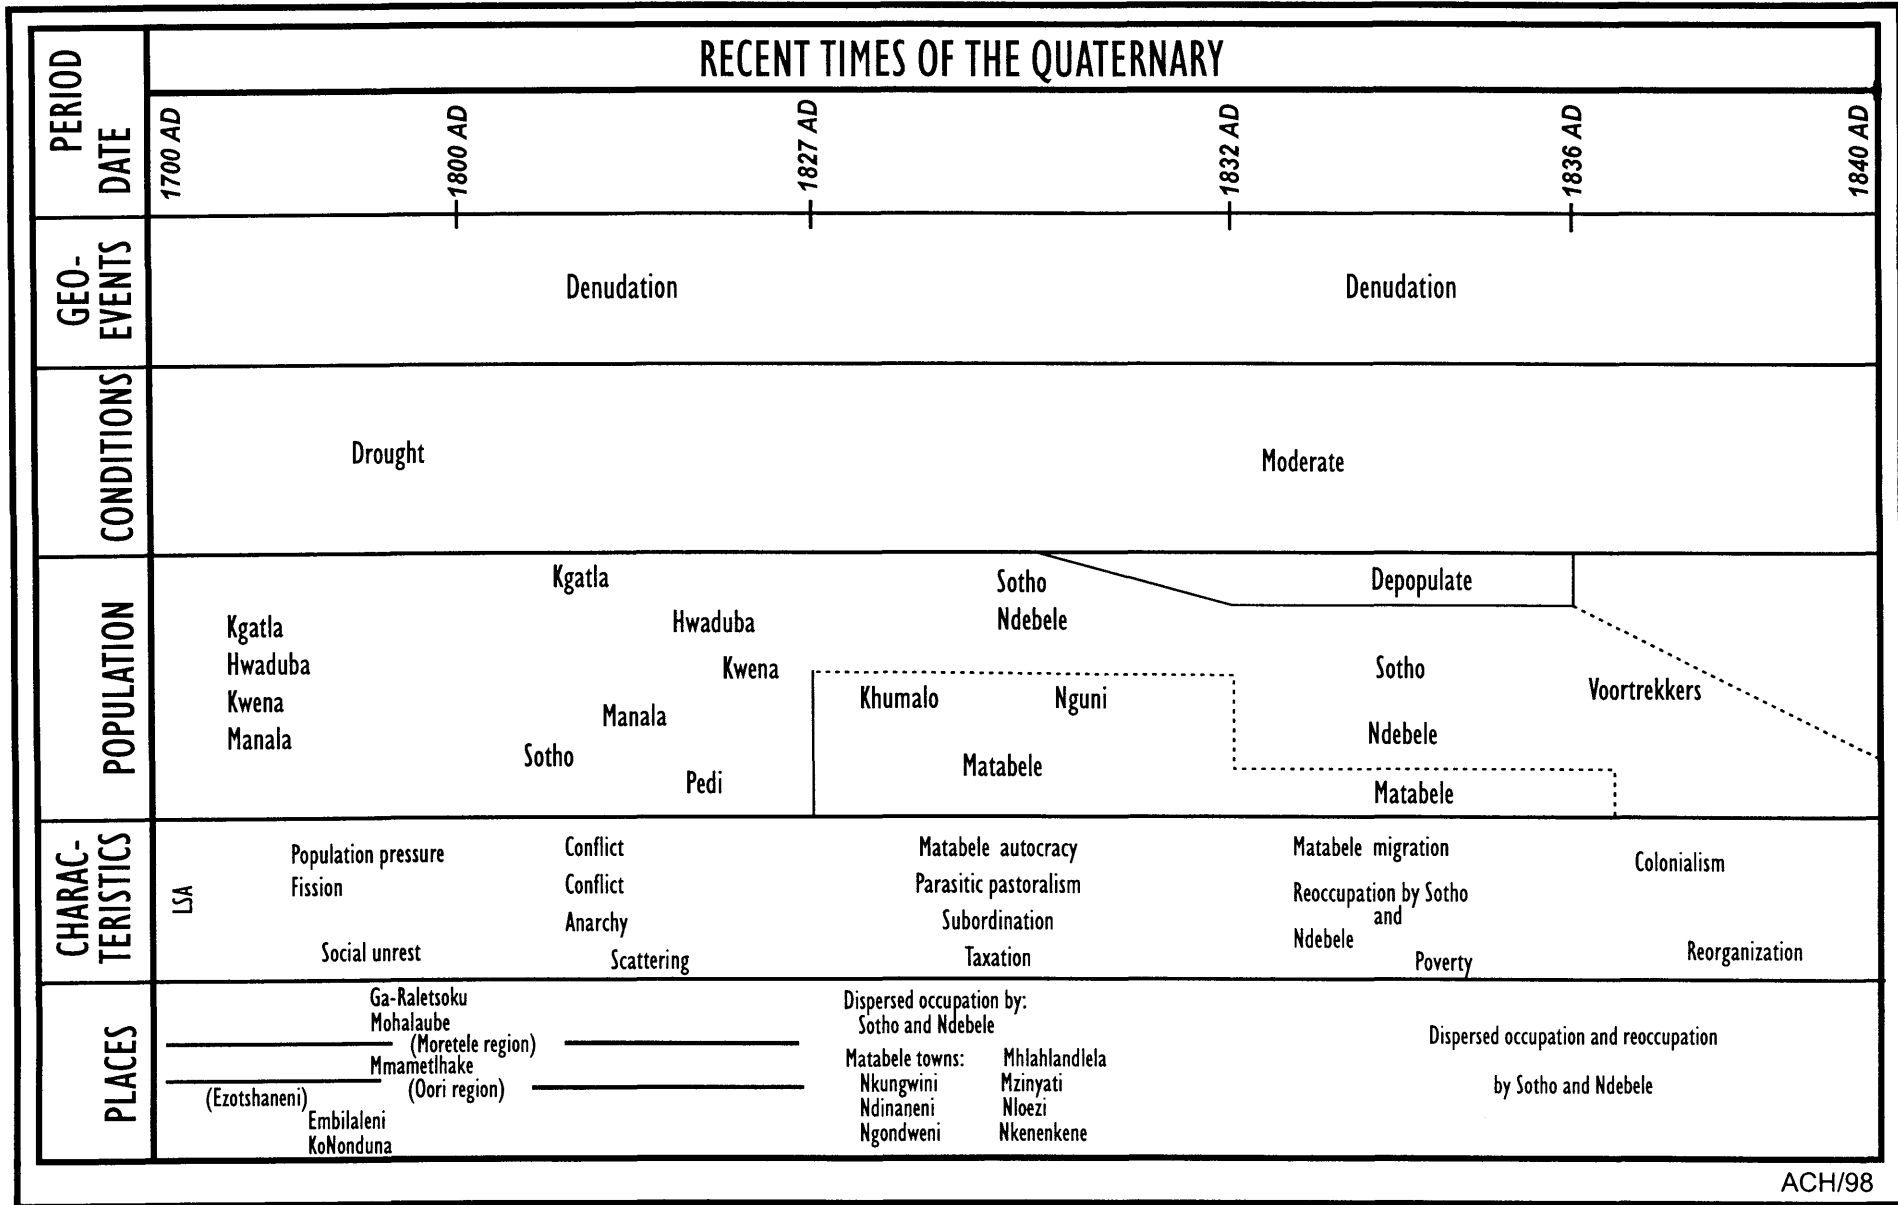 RECENT TIMES OF THE QUATERNARY
PERIOD
DATE
1700 AD
1800 AD
1827 AD
1832 AD
1836 AD
1840 AD
GEO-
EVENTS
Denudation
Denudation
CONDITIONS
Drought
Moderate
POPULATION
Kgatla
Hwaduba
Kwena
Manala
Kgatla
Hwaduba
Kwena
Manala
Sotho
Pedi
Sotho
Ndebele
Khumalo
Nguni
Matabele
Depopulate
Sotho
Ndebele
Matabele
Voortrekkers
CHARAC-
TERISTICS
LSA
Population pressure
Fission
Social unrest
Conflict
Conflict
Anarchy
Scattering
Matabele autocracy
Parasitic pastoralism
Subordination
Taxation
Matabele migration
Reoccupation by Sotho
and
Ndebele
Poverty
Colonialism
Reorganization
PLACES
Ga-Raletsoku
Mohalaube
(Moretele region)
Mmametlhake
(Oori region)
(Ezotshaneni)
Embilaleni
KoNonduna
Dispersed occupation by:
Sotho and Ndebele
Matabele towns: Mhlahlandlela
Nkungwini Mzinyati
Ndinaneni Nloezi
Ngondweni Nkenenkene
Dispersed occupation and reoccupation
by Sotho and Ndebele
ACH/98